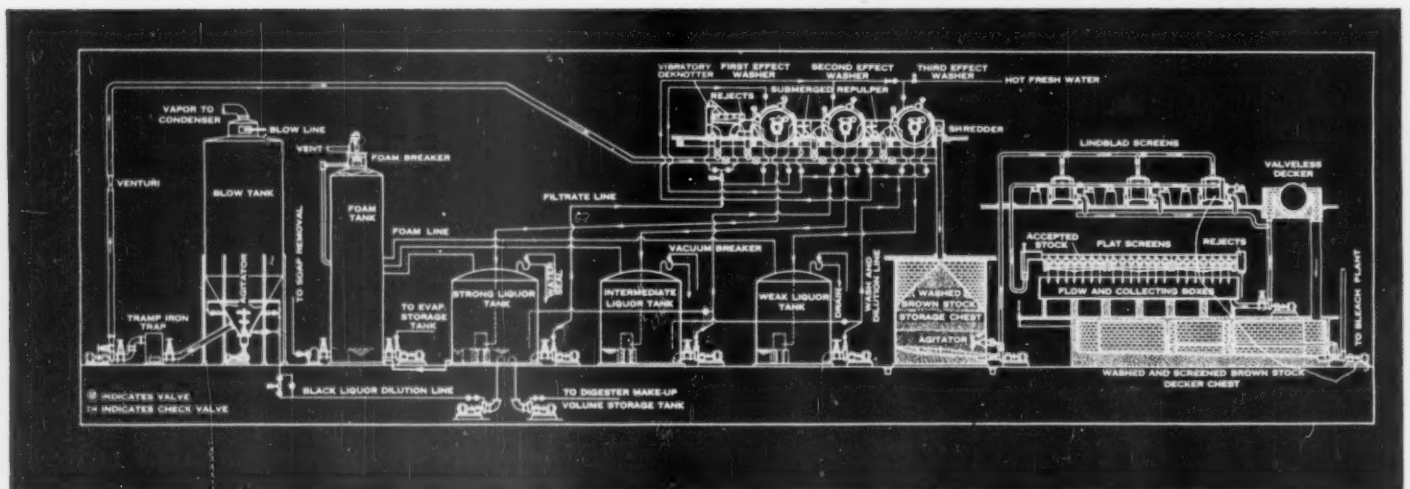 VIBRATORY
DEKNOTTER
FIRST EFFECT
WASHER
SECOND EFFECT
WASHER
THIRD EFFECT
WASHER
HOT FRESH WATER
REJECTS
SUBMERGED REPULPER
SHREDDER
VAPOR TO
CONDENSER
BLOW LINE
VENT
FOAM BREAKER
VENTURI
BLOW TANK
FOAM
TANK
FILTRATE LINE
LINDBLAD SCREENS
VALVELESS
DECKER
FOAM LINE
TO SOAP REMOVAL
AGITATOR
VACUUM BREAKER
WATER
SEAL
DRAIN
WASH AND
DILUTION LINE
ACCEPTED
STOCK
FLAT SCREENS
REJECTS
STRONG LIQUOR
TANK
INTERMEDIATE
LIQUOR TANK
WEAK LIQUOR
TANK
WASHED
BROWN STOCK
STORAGE CHEST
AGITATOR
FLOW AND COLLECTING BOXES
TO EVAP.
STORAGE
TANK
TRAMP IRON
TRAP
TO BLEACH PLANT
WASHED AND SCREENED BROWN STOCK
DECKER CHEST
BLACK LIQUOR DILUTION LINE
TO DIGESTER MAKE-UP
VOLUME STORAGE TANK
INDICATES VALVE
INDICATES CHECK VALVE